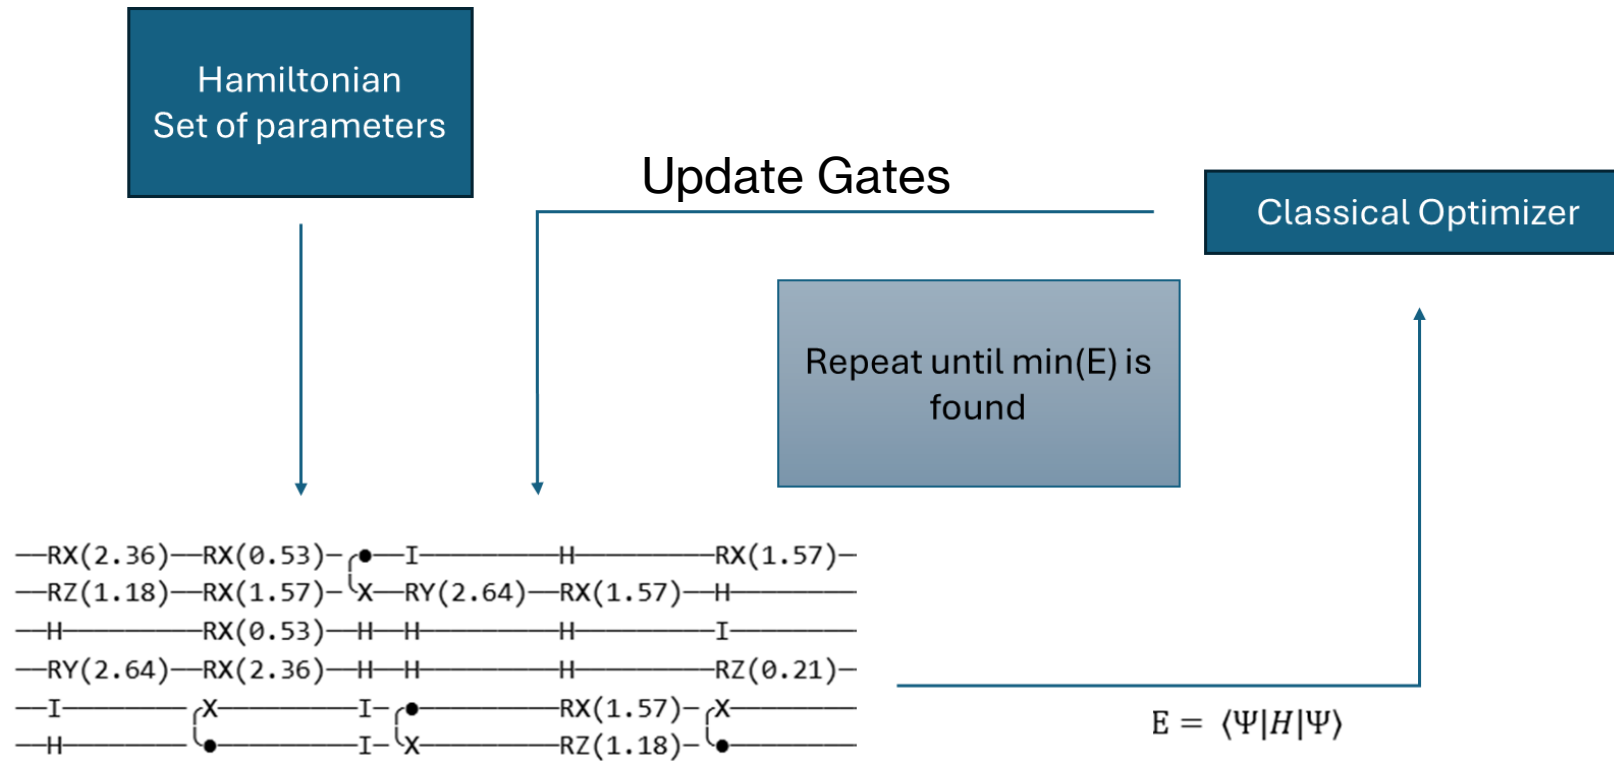 Hamiltonian
Set of parameters
Update Gates
Classical Optimizer
Repeat until min(E) is
found
RX(2.36) RX(0.53) I H RX(1.57)
RZ(1.18) RX(1.57) X RY(2.64) RX(1.57) H
H RX(0.53) H H H I
RY(2.64) RX(2.36) H H H RZ(0.21)
I X I RX(1.57) X
H I X RZ(1.18)
E = ⟨Ψ|H|Ψ⟩